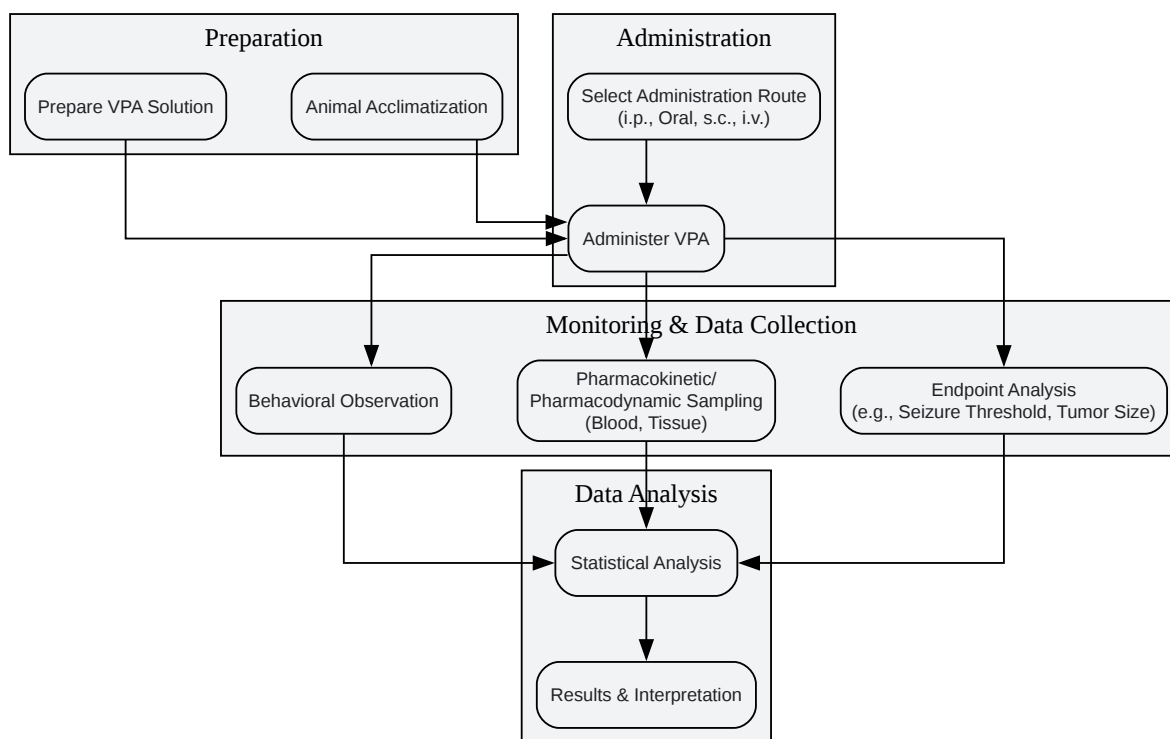 Preparation
Administration
Prepare VPA Solution
Animal Acclimatization
Select Administration Route
(i.p., Oral, s.c., i.v.)
Administer VPA
Monitoring & Data Collection
Behavioral Observation
Pharmacokinetic/
Pharmacodynamic Sampling
(Blood, Tissue)
Endpoint Analysis
(e.g., Seizure Threshold, Tumor Size)
Data Analysis
Statistical Analysis
Results & Interpretation